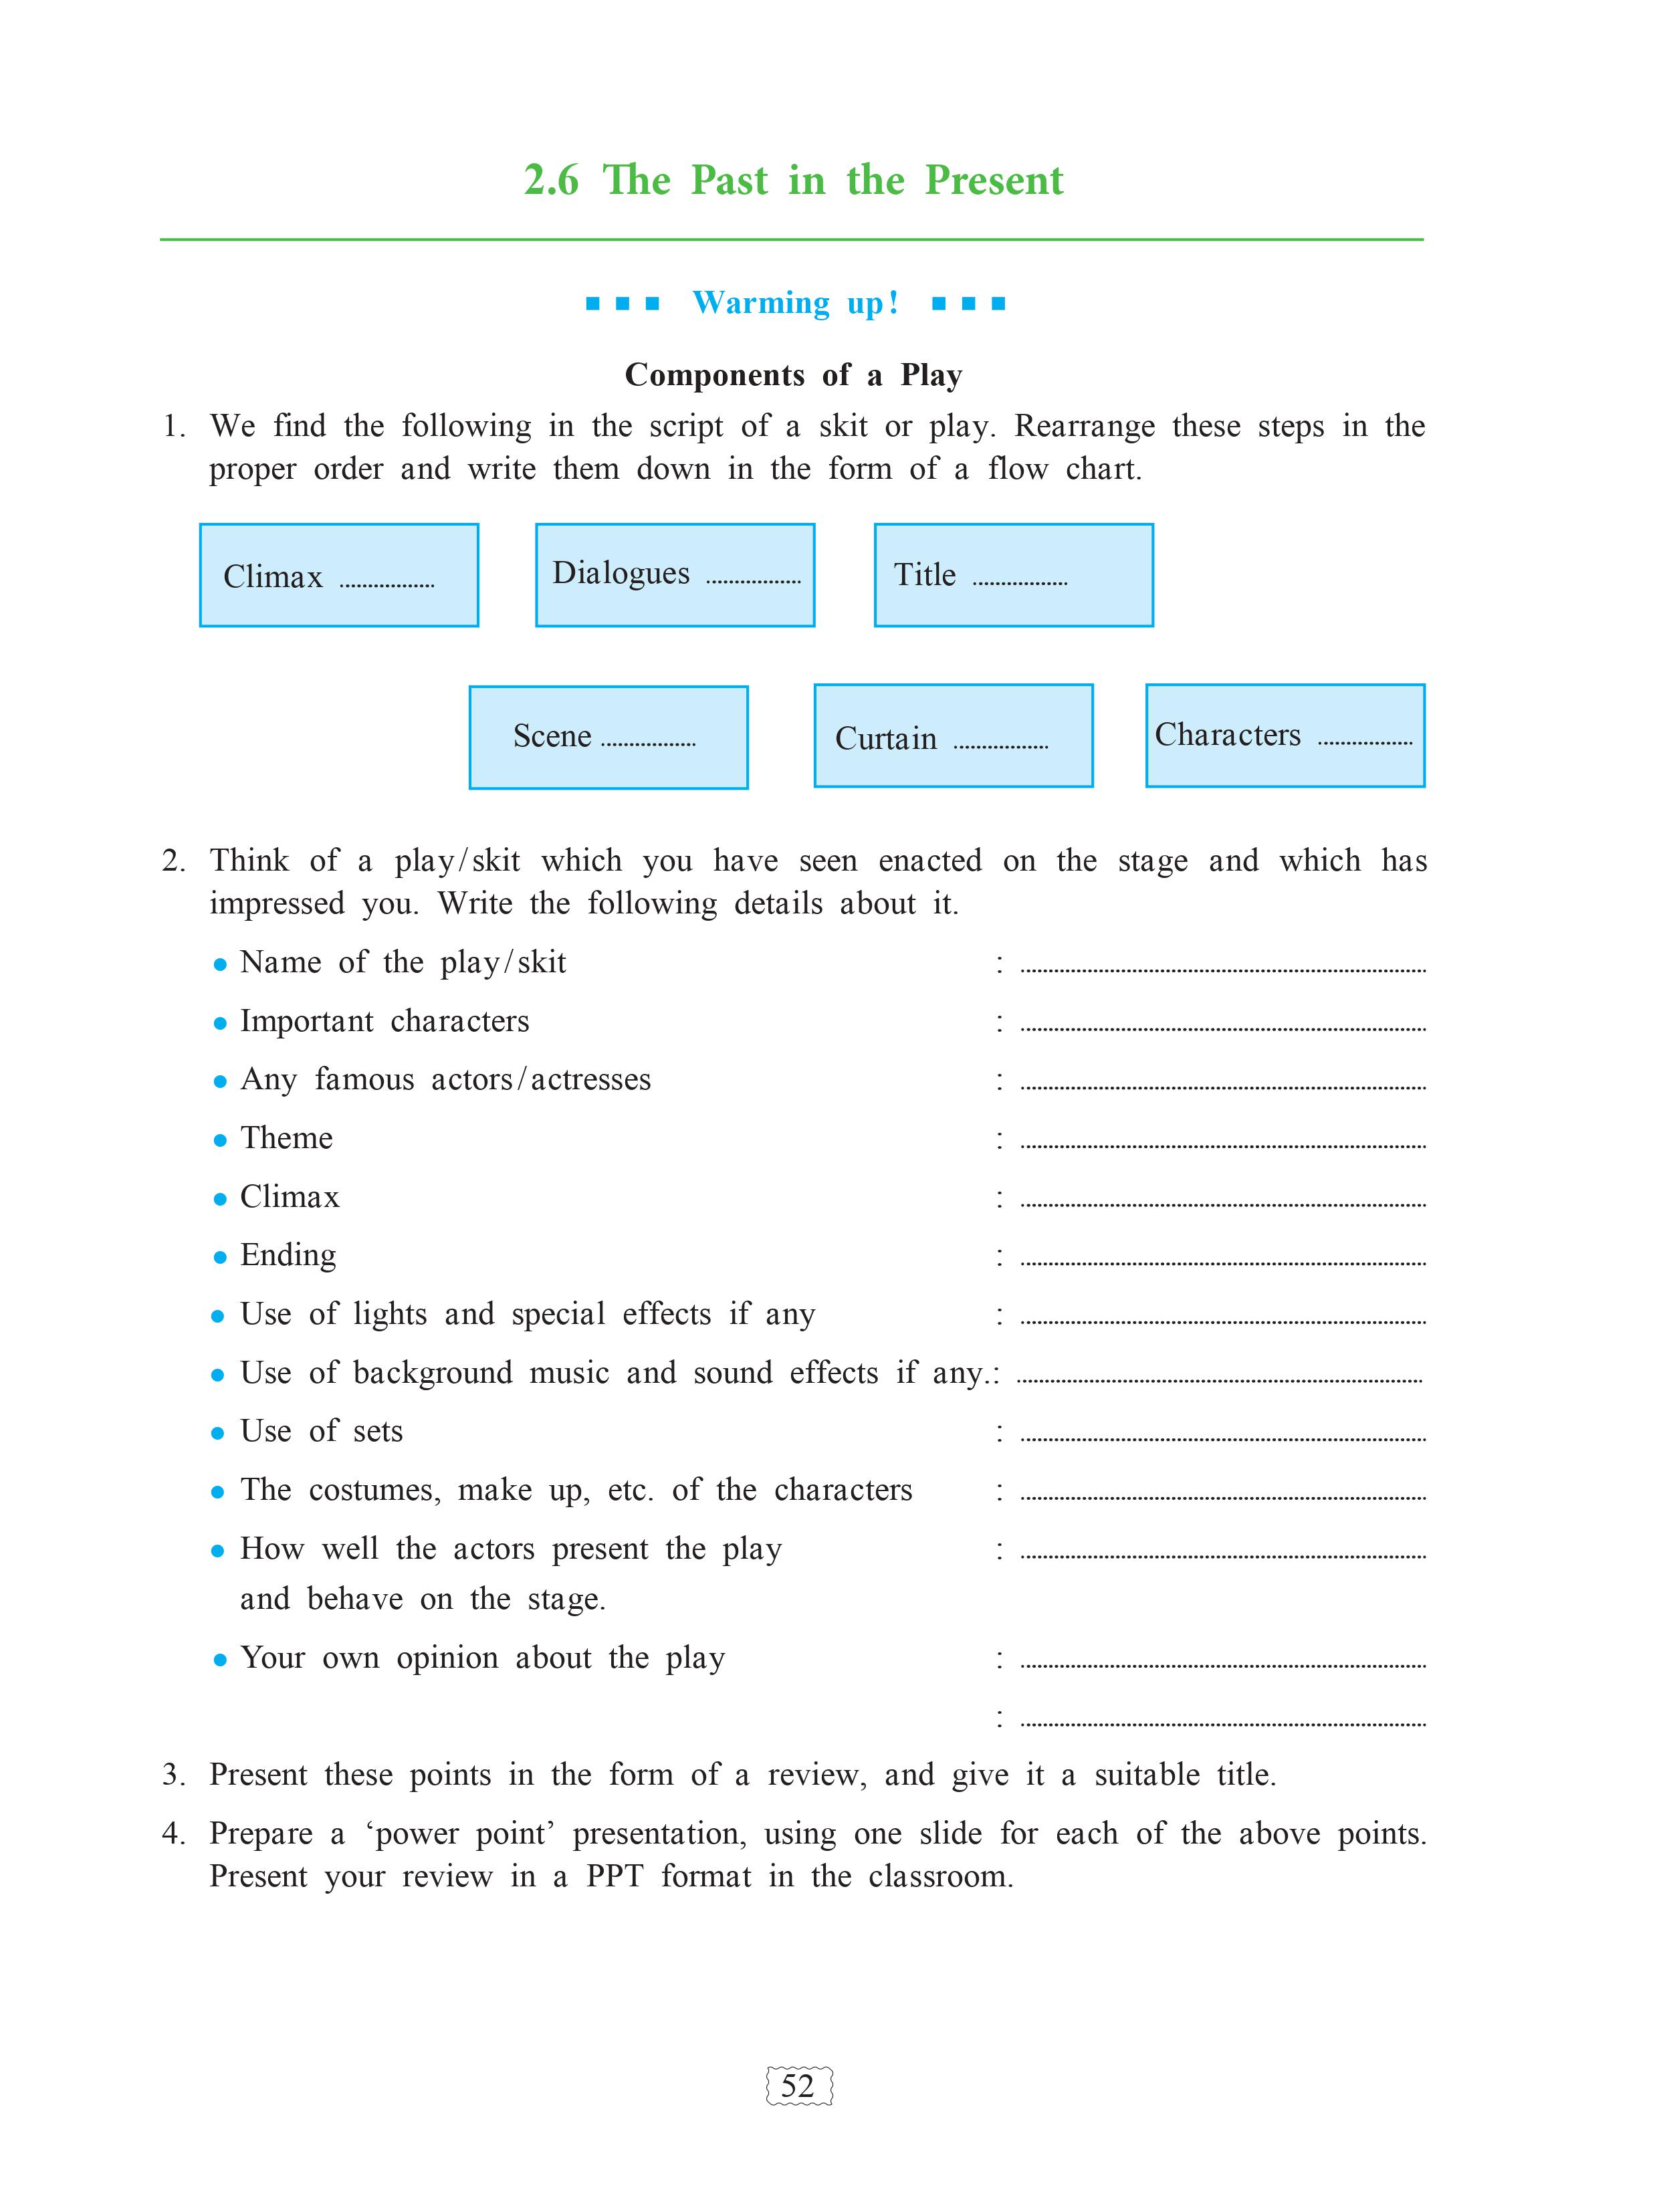 2.6 The Past in the Present
Warming up!
Components of a Play
1. We find the following in the script of a skit or play. Rearrange these steps in the
proper order and write them down in the form of a flow chart.
Climax .................
Dialogues .................
Title .................
Scene .................
Curtain .................
Characters .................
2. Think of a play/skit which you have seen enacted on the stage and which has
impressed you. Write the following details about it.
• Name of the play/skit : ........................................................................
• Important characters : ........................................................................
• Any famous actors/actresses : ........................................................................
• Theme : ........................................................................
• Climax : ........................................................................
• Ending : ........................................................................
• Use of lights and special effects if any : ........................................................................
• Use of background music and sound effects if any.: ........................................................................
• Use of sets : ........................................................................
• The costumes, make up, etc. of the characters : ........................................................................
• How well the actors present the play : ........................................................................
and behave on the stage.
• Your own opinion about the play : ........................................................................
: ........................................................................
3. Present these points in the form of a review, and give it a suitable title.
4. Prepare a ‘power point’ presentation, using one slide for each of the above points.
Present your review in a PPT format in the classroom.
52